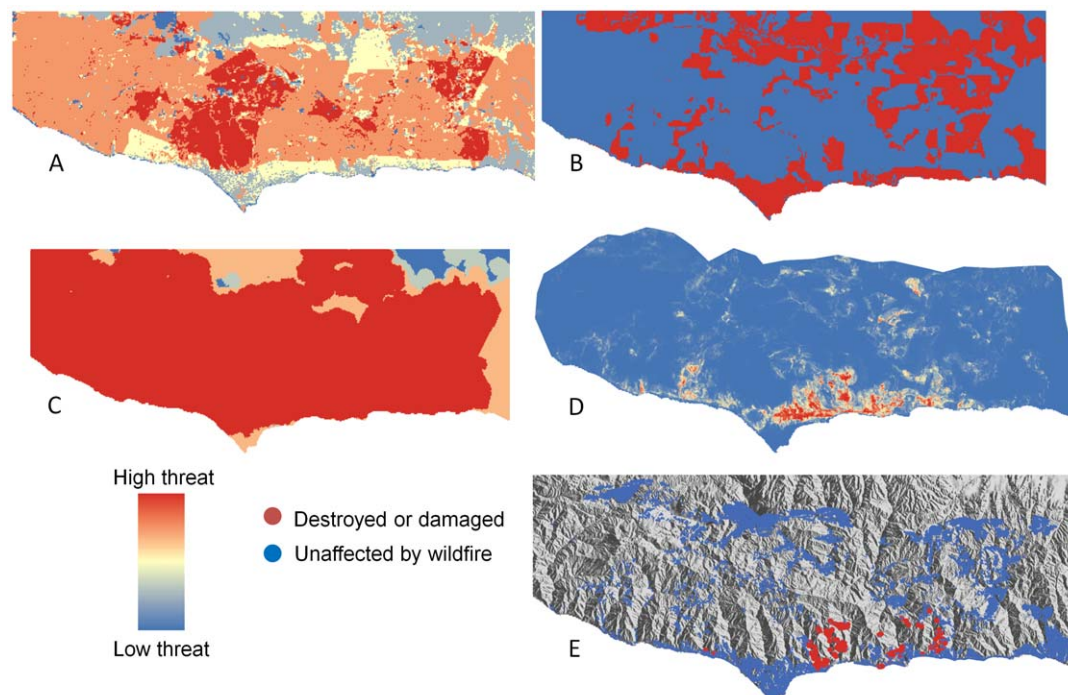 A
B
C
D
High threat
Low threat
Destroyed or damaged
Unaffected by wildfire
E